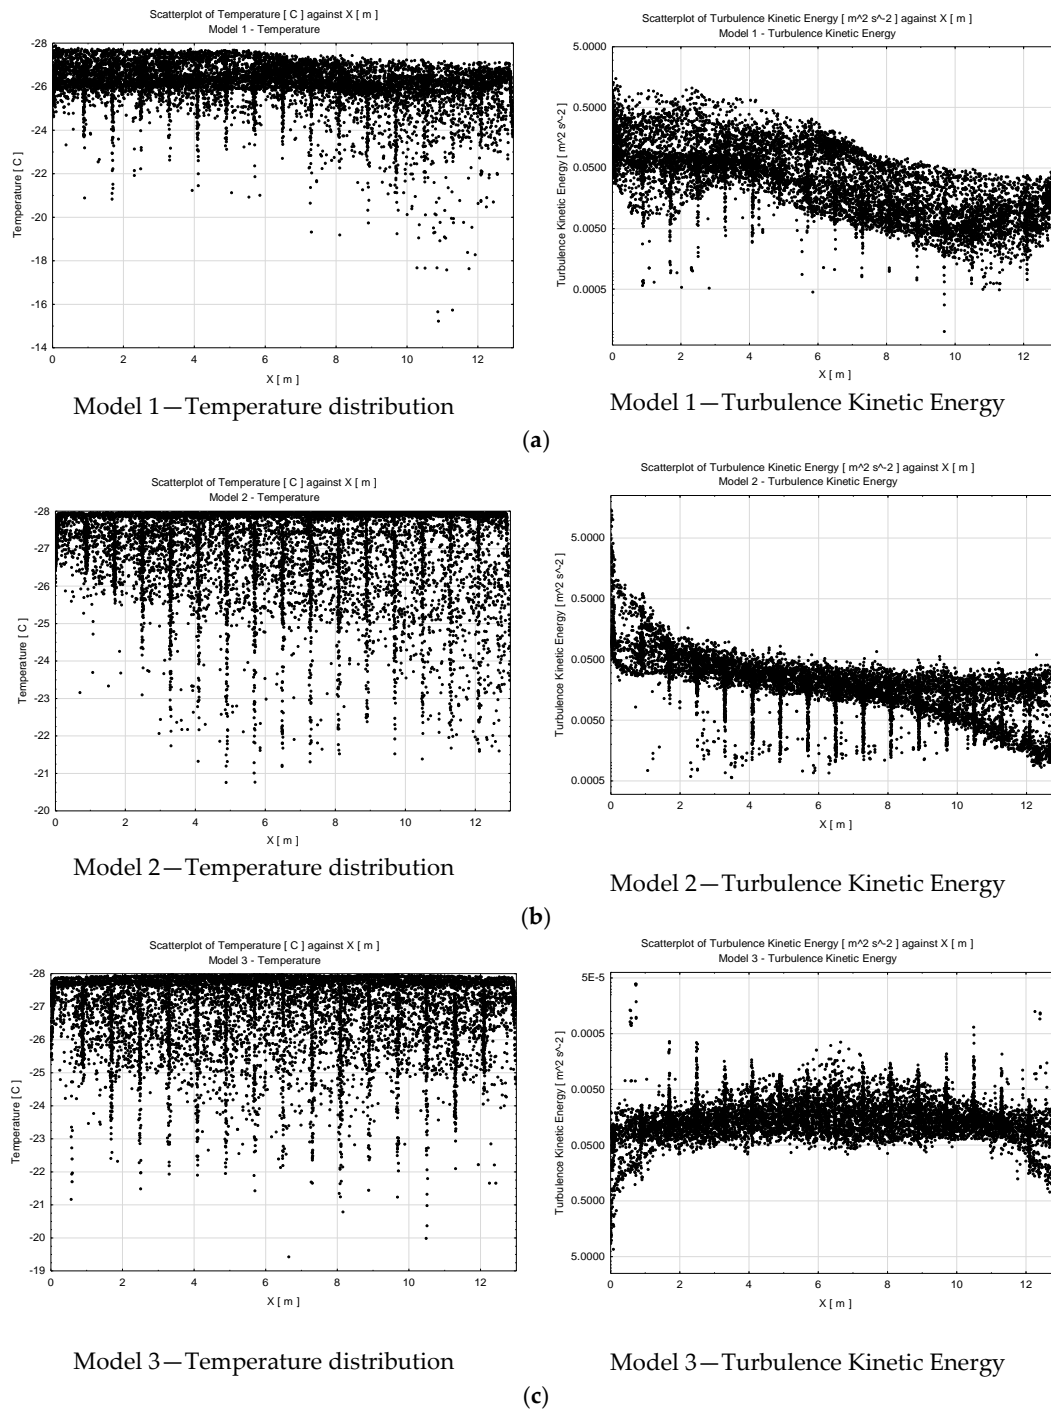 Scatterplot of Temperature [ C ] against X [ m ]
Model 1 - Temperature
-28
-26
-24
-22
-20
-18
-16
-14
Temperature [ C ]
0 2 4 6 8 10 12
X [ m ]
Model 1—Temperature distribution
Scatterplot of Turbulence Kinetic Energy [ m^2 s^-2 ] against X [ m ]
Model 1 - Turbulence Kinetic Energy
5.0000
0.5000
0.0500
0.0050
0.0005
Turbulence Kinetic Energy [ m^2 s^-2 ]
0 2 4 6 8 10 12
X [ m ]
Model 1—Turbulence Kinetic Energy
(a)
Scatterplot of Temperature [ C ] against X [ m ]
Model 2 - Temperature
-28
-27
-26
-25
-24
-23
-22
-21
-20
Temperature [ C ]
0 2 4 6 8 10 12
X [ m ]
Model 2—Temperature distribution
Scatterplot of Turbulence Kinetic Energy [ m^2 s^-2 ] against X [ m ]
Model 2 - Turbulence Kinetic Energy
5.0000
0.5000
0.0500
0.0050
0.0005
Turbulence Kinetic Energy [ m^2 s^-2 ]
0 2 4 6 8 10 12
X [ m ]
Model 2—Turbulence Kinetic Energy
(b)
Scatterplot of Temperature [ C ] against X [ m ]
Model 3 - Temperature
-28
-27
-26
-25
-24
-23
-22
-21
-20
-19
Temperature [ C ]
0 2 4 6 8 10 12
X [ m ]
Model 3—Temperature distribution
Scatterplot of Turbulence Kinetic Energy [ m^2 s^-2 ] against X [ m ]
Model 3 - Turbulence Kinetic Energy
5E-5
0.0005
0.0050
0.0500
0.5000
5.0000
Turbulence Kinetic Energy [ m^2 s^-2 ]
0 2 4 6 8 10 12
X [ m ]
Model 3—Turbulence Kinetic Energy
(c)